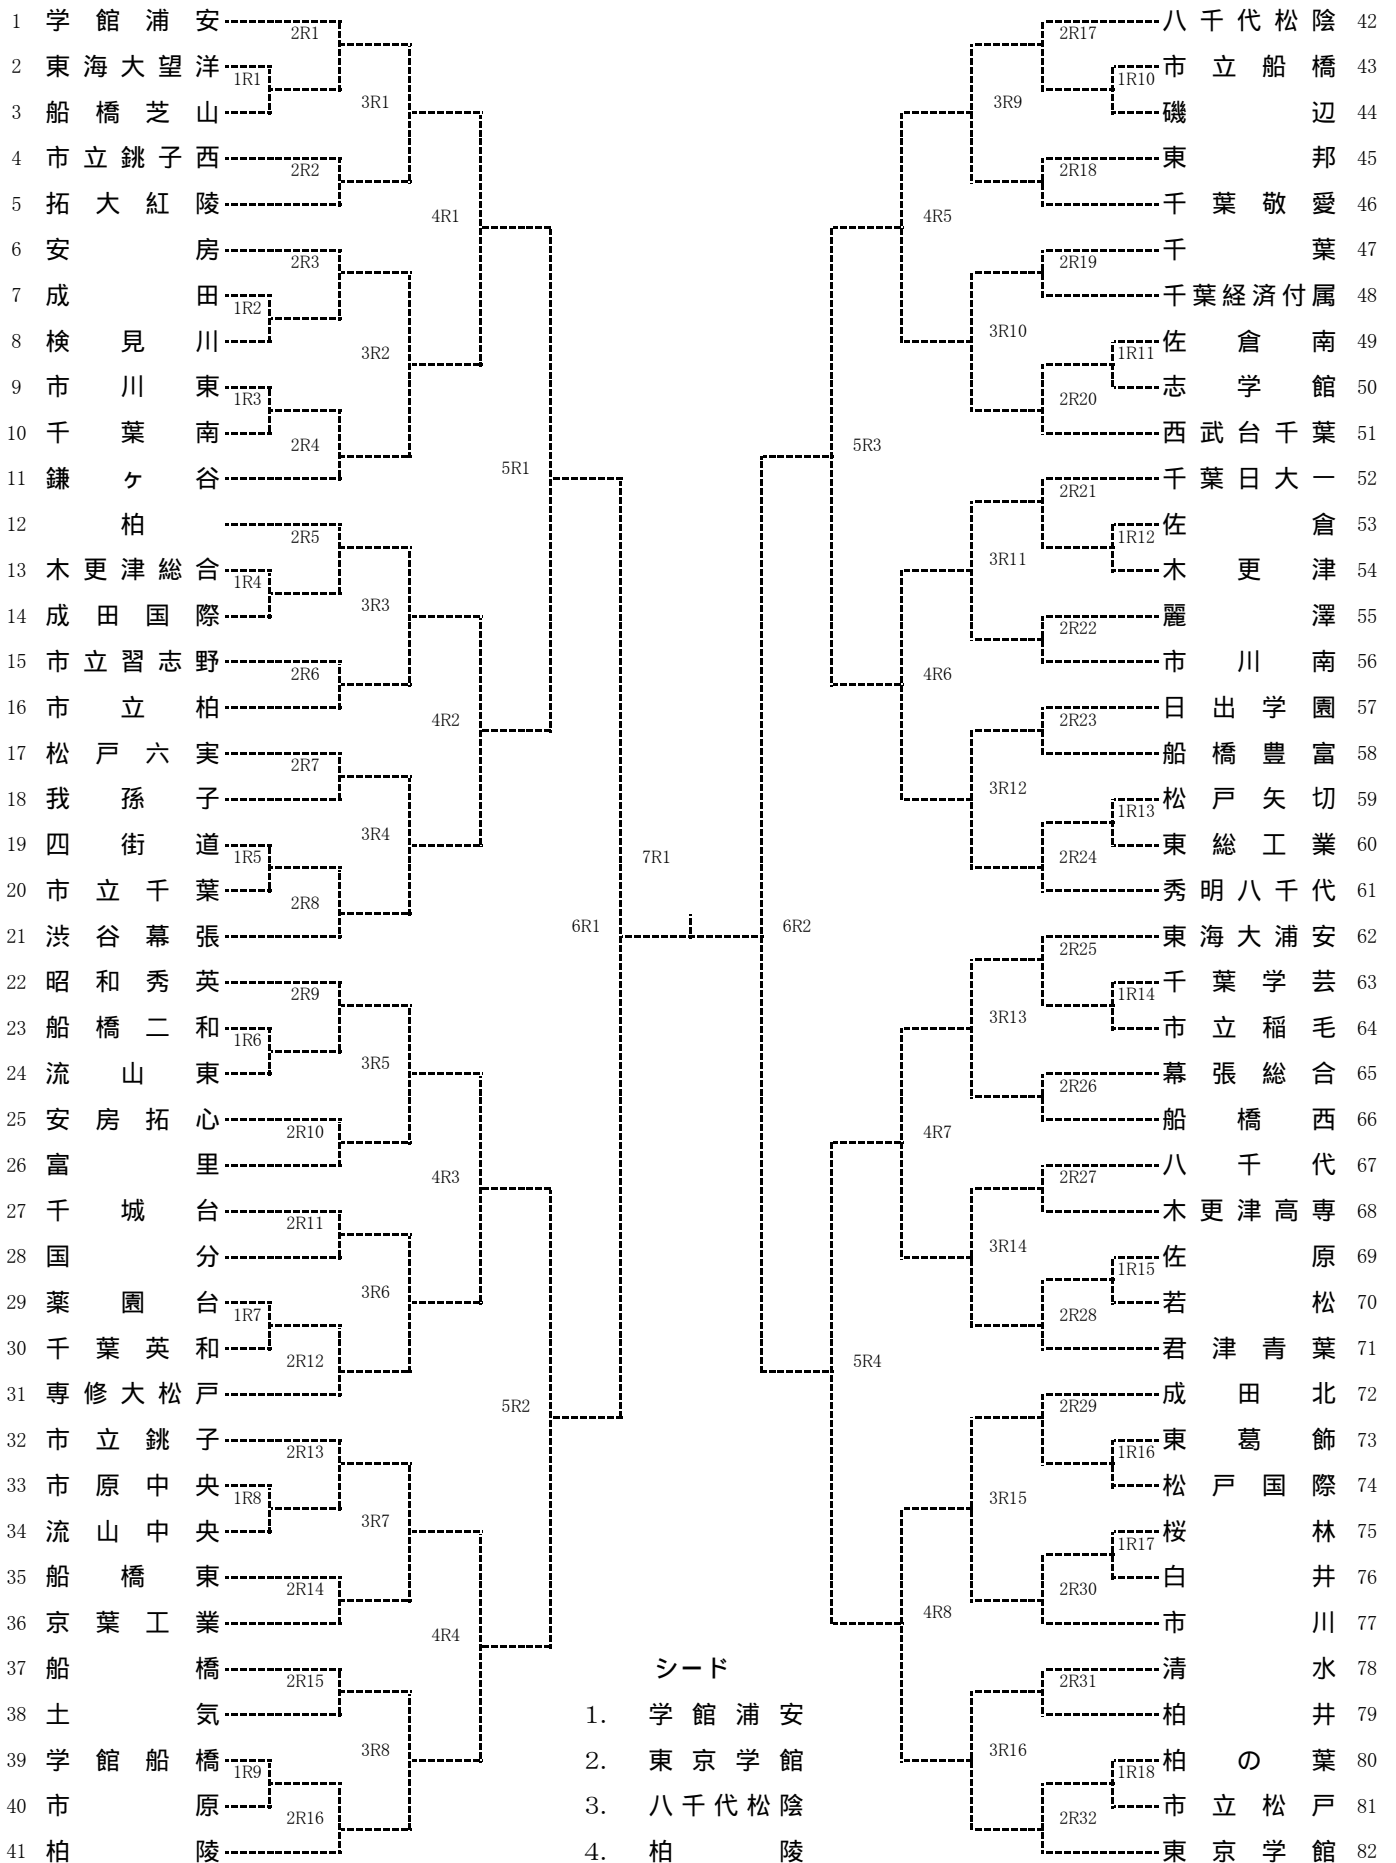 1 学館浦安
2 東海大望洋
3 船橋芝山
4 市立銚子西
5 拓大紅陵
6 安房
7 成田
8 検見川
9 市川東
10 千葉南
11 鎌ヶ谷
12 柏
13 木更津総合
14 成田国際
15 市立習志野
16 市立柏
17 松戸六実
18 我孫子
19 四街道
20 市立千葉
21 渋谷幕張
22 昭和秀英
23 船橋二和
24 流山東
25 安房拓心
26 富里
27 千城台
28 国分
29 薬園台
30 千葉英和
31 専修大松戸
32 市立銚子
33 市原中央
34 流山中央
35 船橋東
36 京葉工業
37 船橋
38 土気
39 学館船橋
40 市原
41 柏陵
1R1
1R2
1R3
1R4
1R5
1R6
1R7
1R8
1R9
2R1
2R2
2R3
2R4
2R5
2R6
2R7
2R8
2R9
2R10
2R11
2R12
2R13
2R14
2R15
2R16
3R1
3R2
3R3
3R4
3R5
3R6
3R7
3R8
4R1
4R2
4R3
4R4
5R1
5R2
6R1
7R1
6R2
5R3
5R4
4R5
4R6
4R7
4R8
3R9
3R10
3R11
3R12
3R13
3R14
3R15
3R16
2R17
2R18
2R19
2R20
2R21
2R22
2R23
2R24
2R25
2R26
2R27
2R28
2R29
2R30
2R31
2R32
1R10
1R11
1R12
1R13
1R14
1R15
1R16
1R17
1R18
八千代松陰 42
市立船橋 43
磯辺 44
東邦 45
千葉敬愛 46
千葉 47
千葉経済付属 48
佐倉南 49
志学館 50
西武台千葉 51
千葉日大一 52
佐倉 53
木更津 54
麗澤 55
市川南 56
日出学園 57
船橋豊富 58
松戸矢切 59
東総工業 60
秀明八千代 61
東海大浦安 62
千葉学芸 63
市立稲毛 64
幕張総合 65
船橋西 66
八千代 67
木更津高専 68
佐原 69
若松 70
君津青葉 71
成田北 72
東葛飾 73
松戸国際 74
桜林 75
白井 76
市川 77
清水 78
柏井 79
柏の葉 80
市立松戸 81
東京学館 82
シード
1. 学館浦安
2. 東京学館
3. 八千代松陰
4. 柏陵